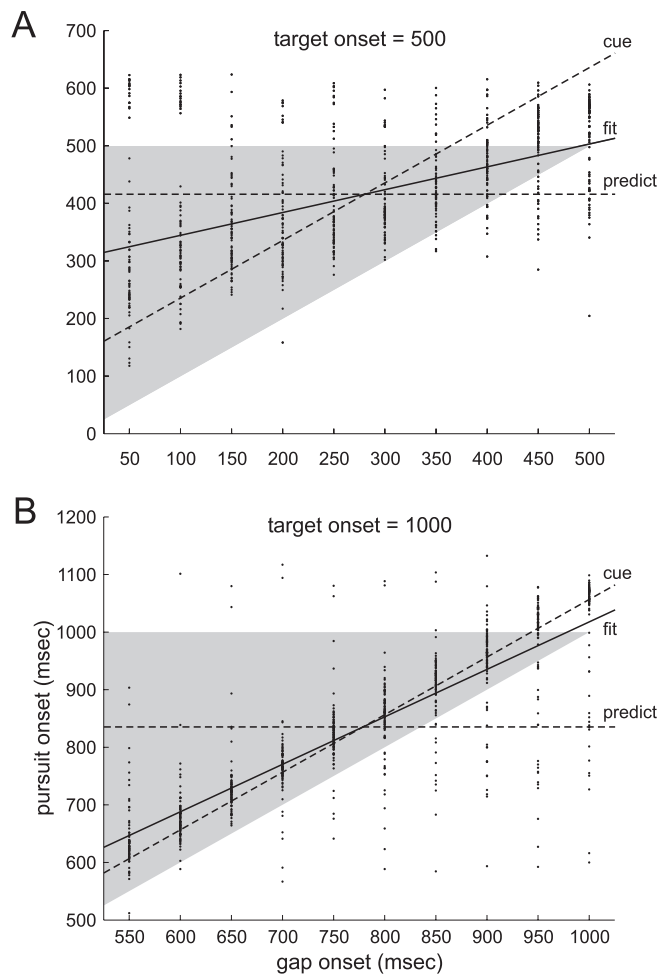 A
target onset = 500
700
600
500
400
300
200
100
0
cue
fit
predict
50 100 150 200 250 300 350 400 450 500
B
target onset = 1000
1200
1100
1000
900
800
700
600
500
cue
fit
predict
pursuit onset (msec)
550 600 650 700 750 800 850 900 950 1000
gap onset (msec)